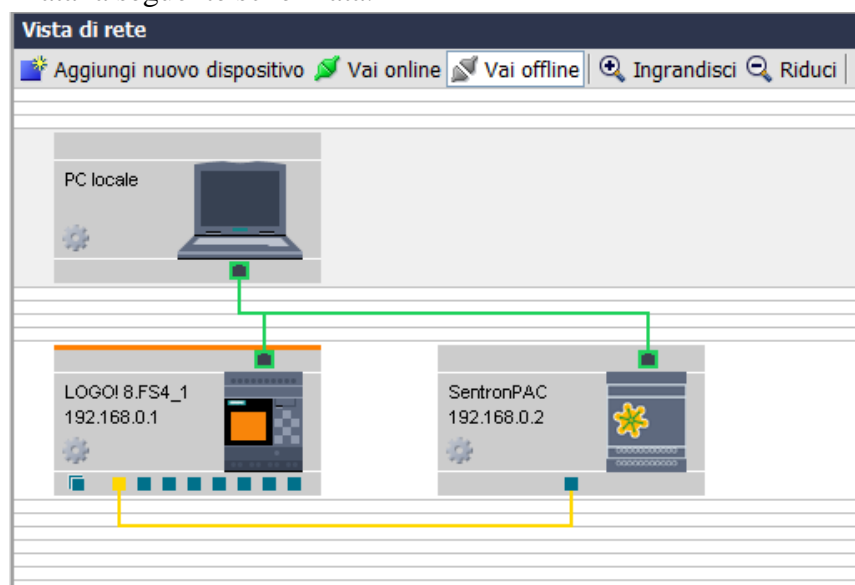 Vista di rete
Aggiungi nuovo dispositivo Vai online Vai offline Ingrandisci Riduci
PC locale
LOGO! 8.FS4_1
192.168.0.1
SentronPAC
192.168.0.2